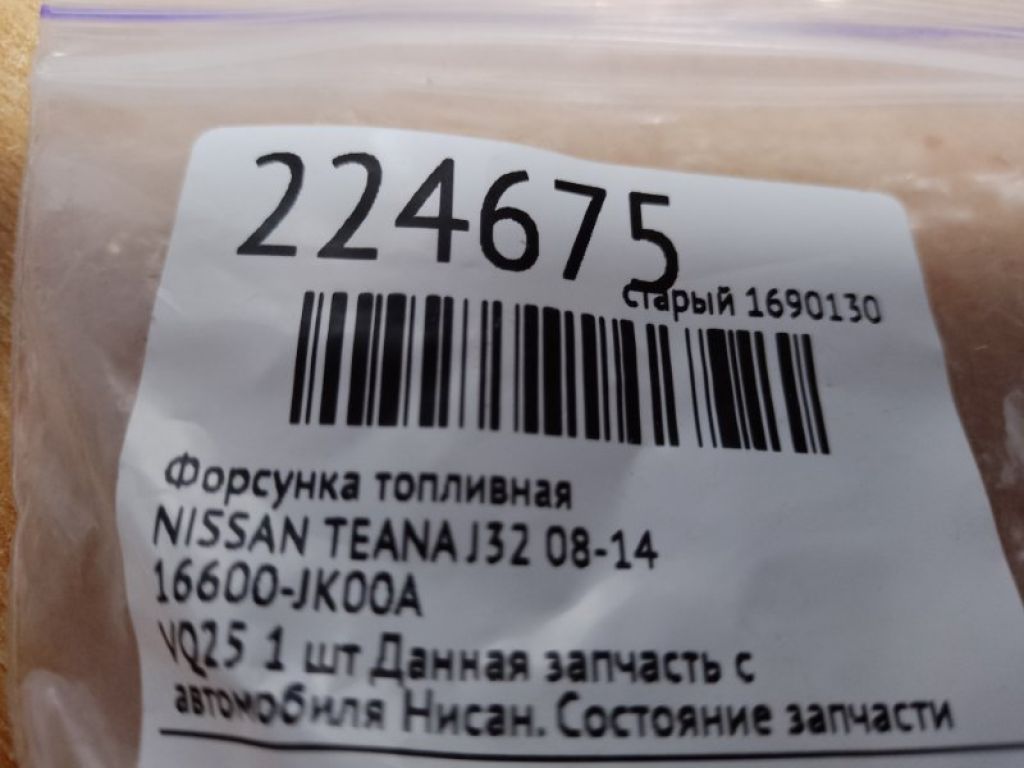 224675
старый 1690130
Форсунка топливная
NISSAN TEANA J32 08-14
16600-JK00A
VQ25 1 шт Данная запчасть с
автомобиля Нисан. Состояние запчасти